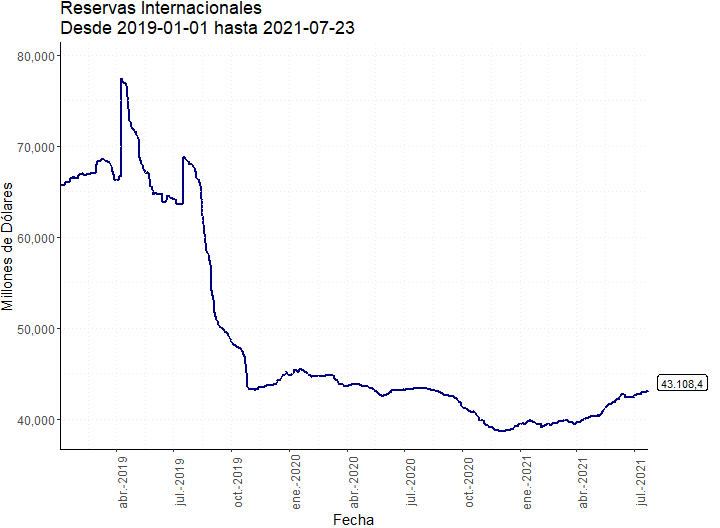 Reservas Internacionales
Desde 2019-01-01 hasta 2021-07-23
80,000
70,000
60,000
50,000
40,000
Millones de Dólares
43.108,4
abr.-2019
jul.-2019
oct.-2019
ene.-2020
abr.-2020
jul.-2020
oct.-2020
ene.-2021
abr.-2021
jul.-2021
Fecha